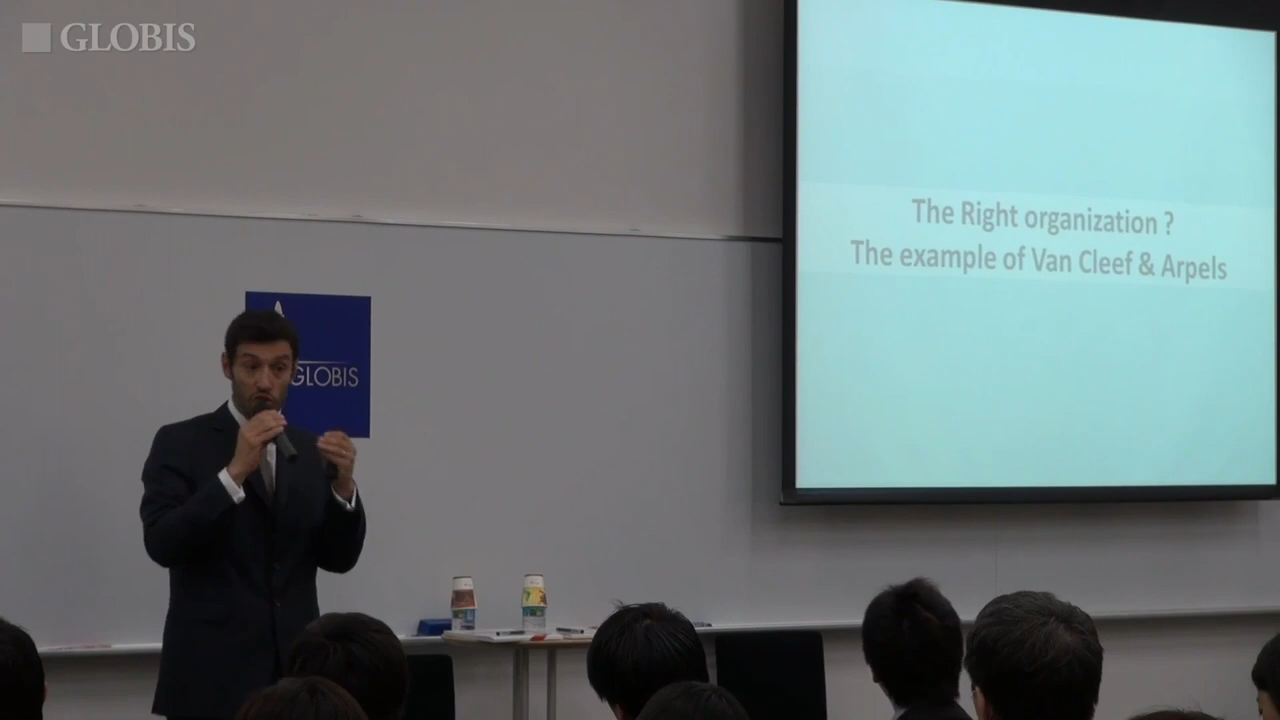 GLOBIS
The Right organization ?
The example of Van Cleef & Arpels
GLOBIS